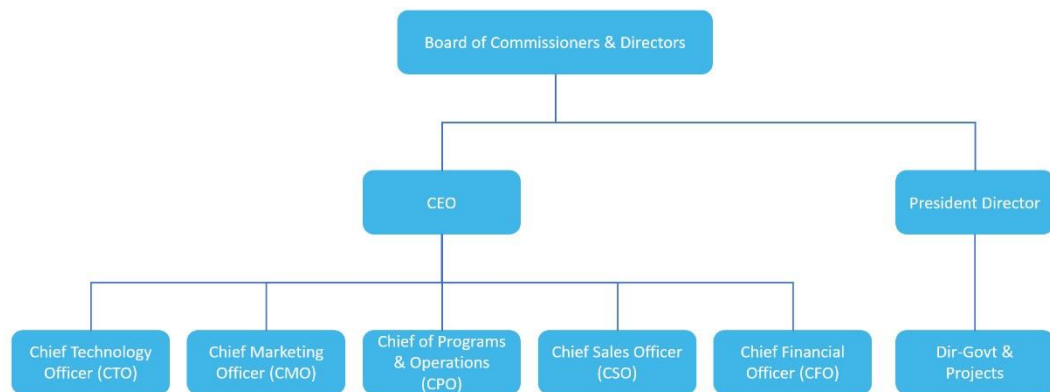 Board of Commissioners & Directors
CEO
President Director
Chief Technology
Officer (CTO)
Chief Marketing
Officer (CMO)
Chief of Programs
& Operations
(CPO)
Chief Sales Officer
(CSO)
Chief Financial
Officer (CFO)
Dir-Govt &
Projects